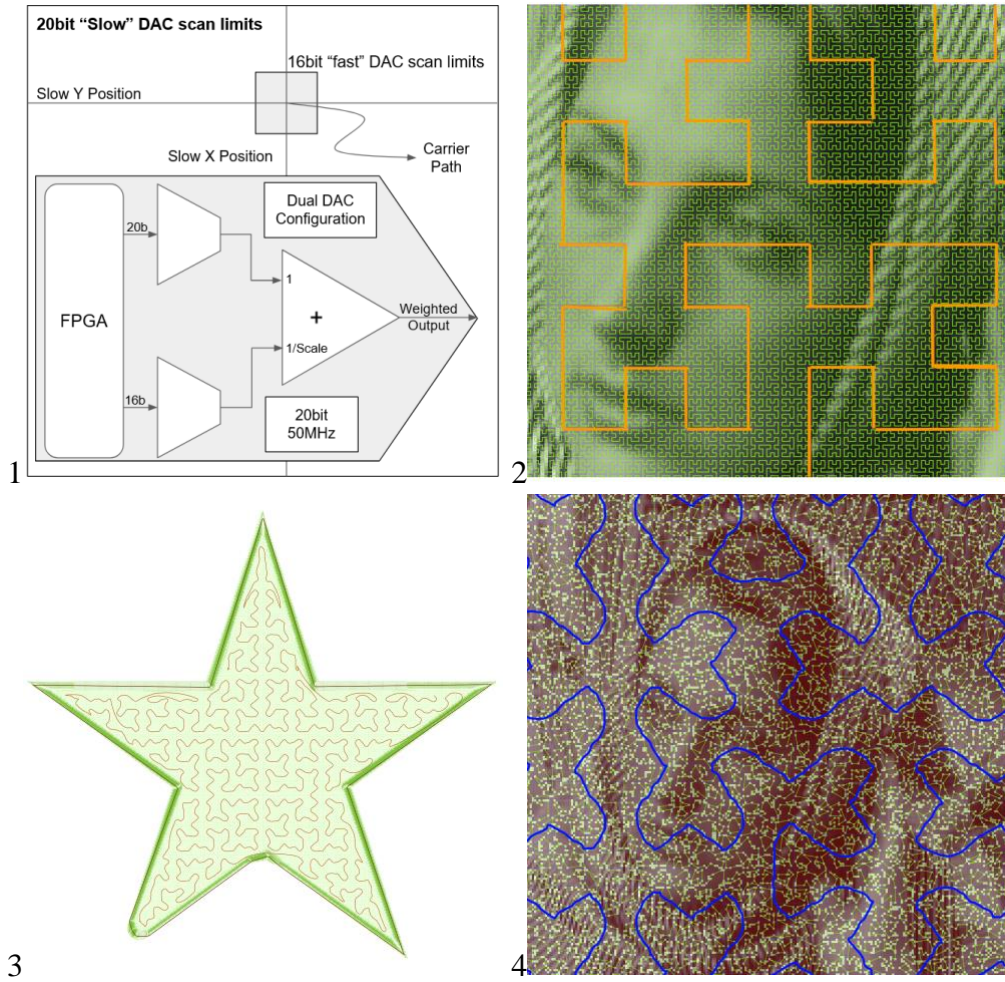 20bit “Slow” DAC scan limits
16bit “fast” DAC scan limits
Slow Y Position
Slow X Position
Carrier
Path
Dual DAC
Configuration
20b
1
FPGA
+
Weighted
Output
1/Scale
16b
20bit
50MHz
1
2
3
4